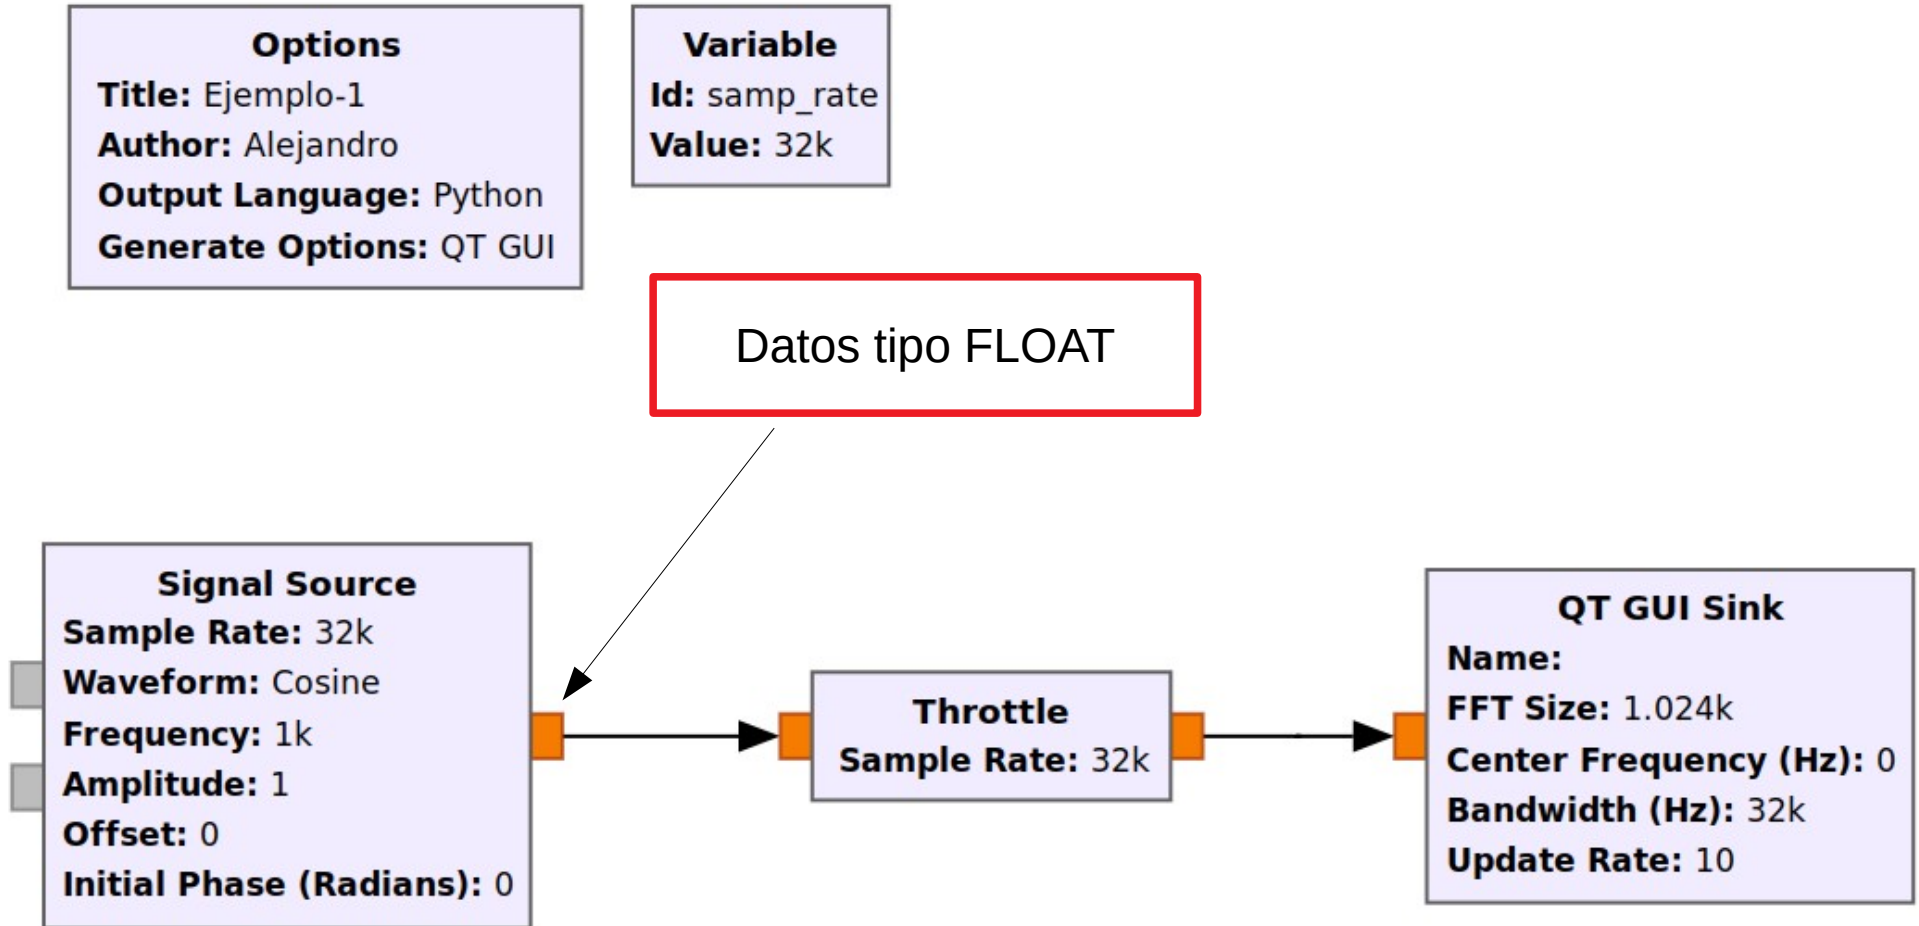 Options
Title: Ejemplo-1
Author: Alejandro
Output Language: Python
Generate Options: QT GUI
Variable
Id: samp_rate
Value: 32k
Datos tipo FLOAT
Signal Source
Sample Rate: 32k
Waveform: Cosine
Frequency: 1k
Amplitude: 1
Offset: 0
Initial Phase (Radians): 0
Throttle
Sample Rate: 32k
QT GUI Sink
Name:
FFT Size: 1.024k
Center Frequency (Hz): 0
Bandwidth (Hz): 32k
Update Rate: 10